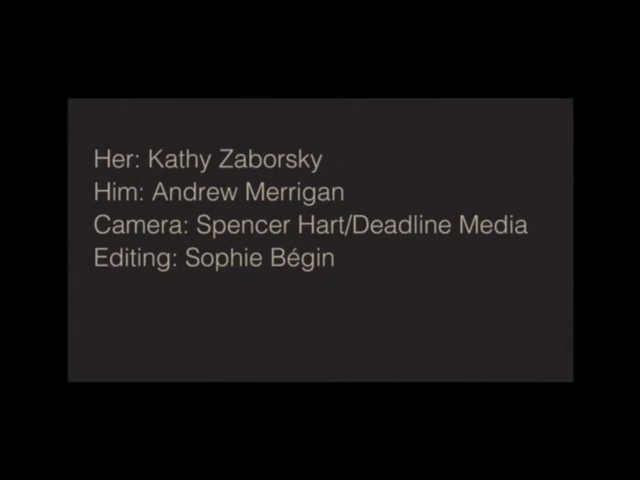 Her: Kathy Zaborsky
Him: Andrew Merrigan
Camera: Spencer Hart/Deadline Media
Editing: Sophie Bégin